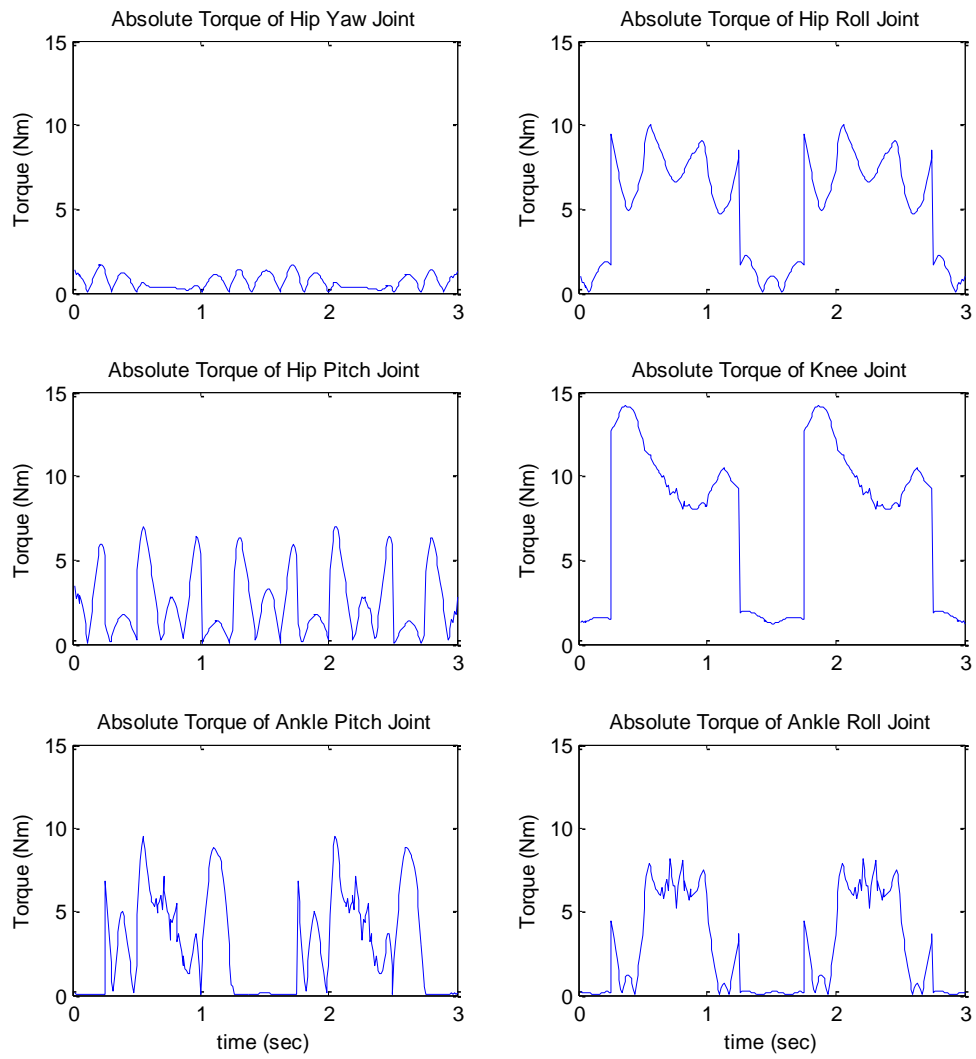 Absolute Torque of Hip Yaw Joint
Torque (Nm)
15
10
5
0
0 1 2 3
Absolute Torque of Hip Roll Joint
Torque (Nm)
15
10
5
0
0 1 2 3
Absolute Torque of Hip Pitch Joint
Torque (Nm)
15
10
5
0
0 1 2 3
Absolute Torque of Knee Joint
Torque (Nm)
15
10
5
0
0 1 2 3
Absolute Torque of Ankle Pitch Joint
Torque (Nm)
15
10
5
0
0 1 2 3
time (sec)
Absolute Torque of Ankle Roll Joint
Torque (Nm)
15
10
5
0
0 1 2 3
time (sec)